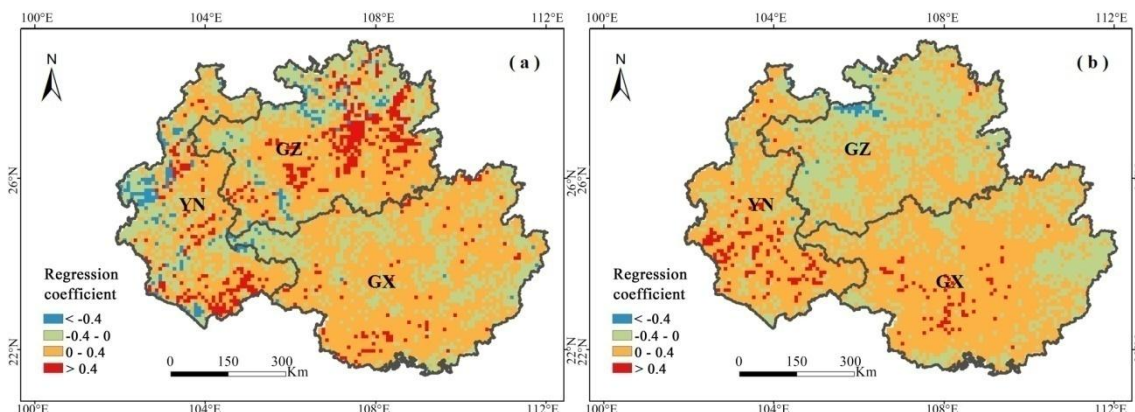 100°E 104°E 108°E 112°E 100°E 104°E 108°E 112°E
N ( a ) N ( b )
GZ GZ
26°N 26°N
YN YN
GX GX
Regression coefficient
< -0.4
-0.4 - 0
0 - 0.4
> 0.4
0 150 300
Km
22°N
Regression coefficient
< -0.4
-0.4 - 0
0 - 0.4
> 0.4
0 150 300
Km
22°N
100°E 104°E 108°E 112°E 100°E 104°E 108°E 112°E